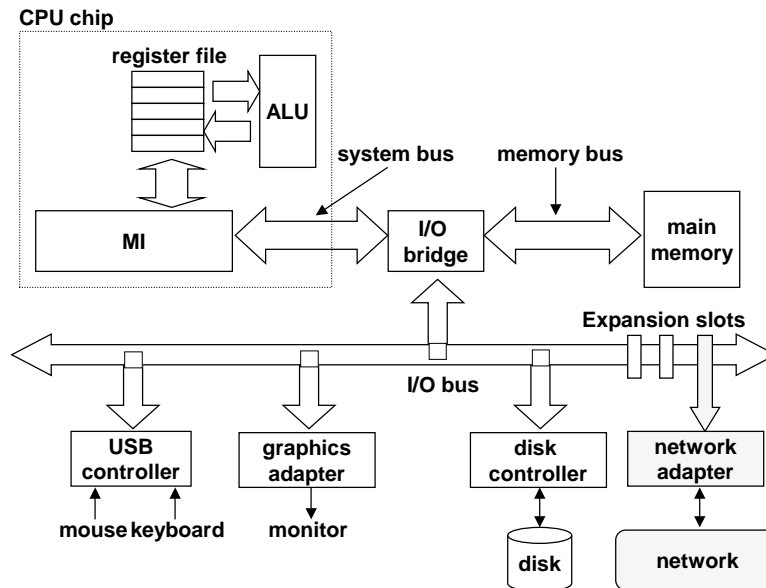 CPU chip
register file
ALU
system bus
memory bus
MI
I/O
bridge
main
memory
Expansion slots
I/O bus
USB
controller
graphics
adapter
disk
controller
network
adapter
mouse keyboard
monitor
disk
network